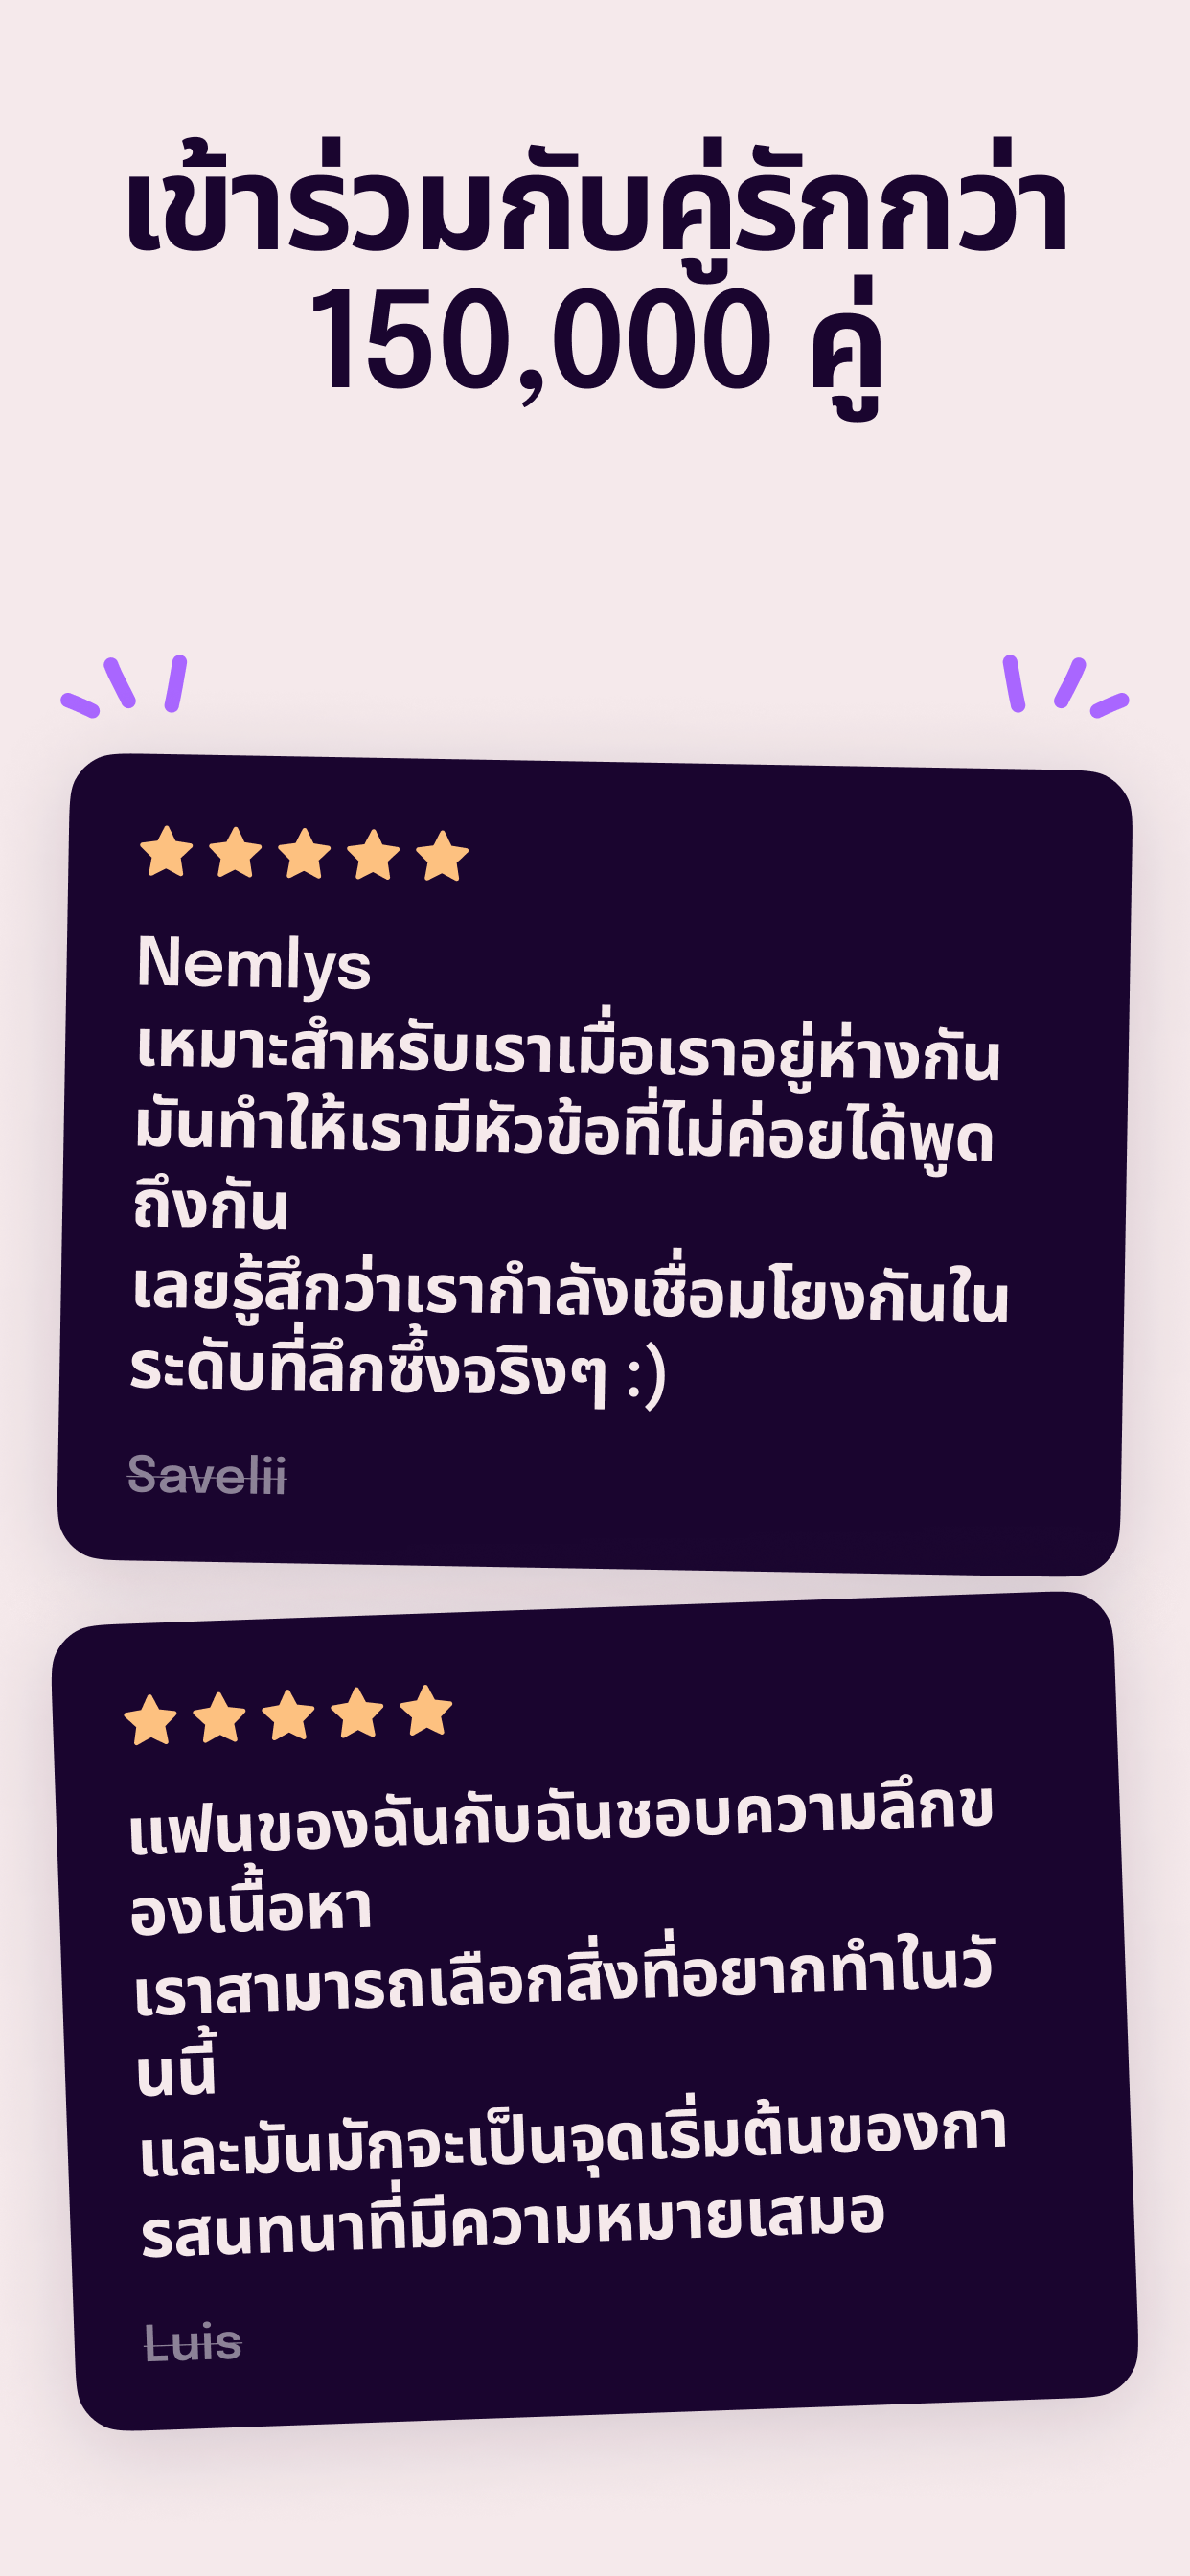 เข้าร่วมกับคู่รักกว่า
150,000 คู่
Nemlys
เหมาะสำหรับเราเมื่อเราอยู่ห่างกัน
มันทำให้เรามีหัวข้อที่ไม่ค่อยได้พูด
ถึงกัน
เลยรู้สึกว่าเรากำลังเชื่อมโยงกันใน
ระดับที่ลึกซึ้งจริงๆ :)
Savelii
แฟนของฉันกับฉันชอบความลึกข
องเนื้อหา
เราสามารถเลือกสิ่งที่อยากทำในวั
นนี้
และมันมักจะเป็นจุดเริ่มต้นของกา
รสนทนาที่มีความหมายเสมอ
Luis